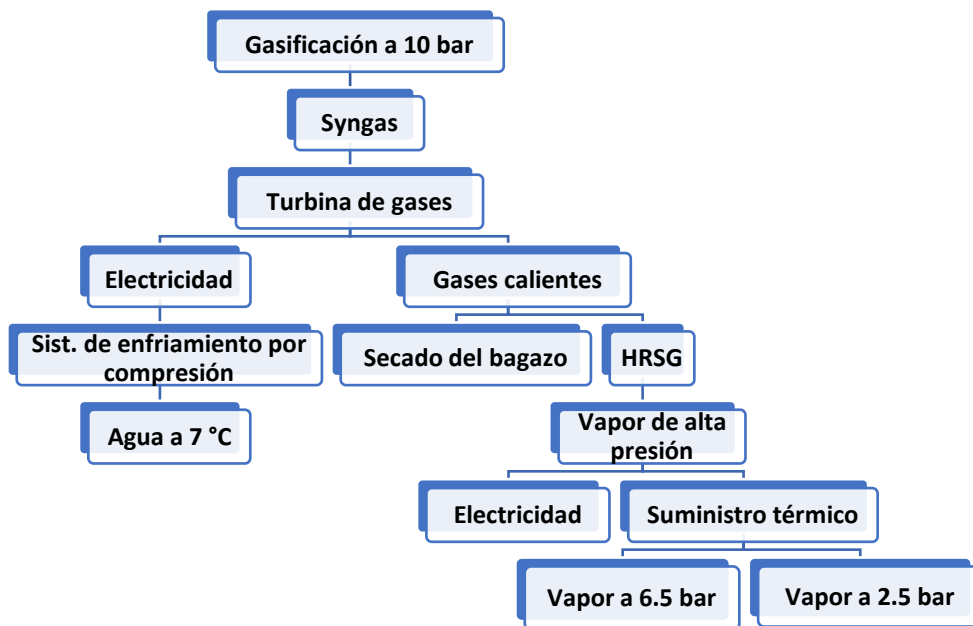 Gasificación a 10 bar
Syngas
Turbina de gases
Electricidad
Gases calientes
Sist. de enfriamiento por
compresión
Secado del bagazo
HRSG
Agua a 7 °C
Vapor de alta
presión
Electricidad
Suministro térmico
Vapor a 6.5 bar
Vapor a 2.5 bar